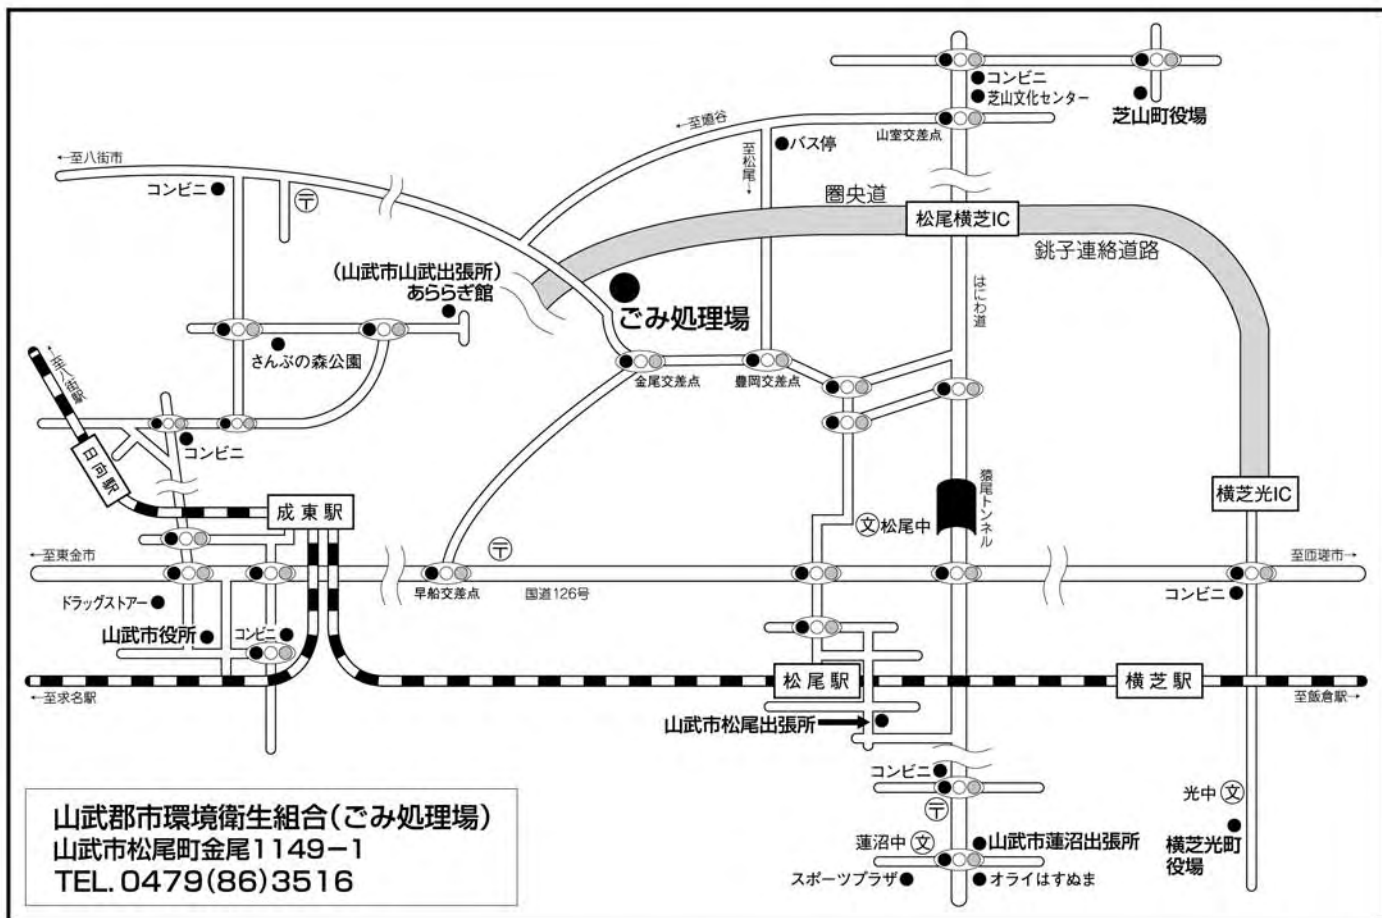 コンビニ
芝山文化センター
芝山町役場
←至埴谷
山室交差点
バス停
至松尾→
←至八街市
コンビニ
〒
圏央道
松尾横芝IC
銚子連絡道路
はにわ道
(山武市山武出張所)
あららぎ館
ごみ処理場
さんぶの森公園
金尾交差点
豊岡交差点
←至八街駅
コンビニ
日向駅
成東駅
猿尾トンネル
横芝光IC
文松尾中
〒
←至東金市
至匝瑳市→
早船交差点
国道126号
コンビニ
ドラッグストアー
山武市役所
コンビニ
松尾駅
横芝駅
←至求名駅
至飯倉駅→
山武市松尾出張所
コンビニ
〒
光中文
蓮沼中文
山武市蓮沼出張所
横芝光町
役場
スポーツプラザ
オライはすぬま
山武郡市環境衛生組合(ごみ処理場)
山武市松尾町金尾1149−1
TEL.0479(86)3516